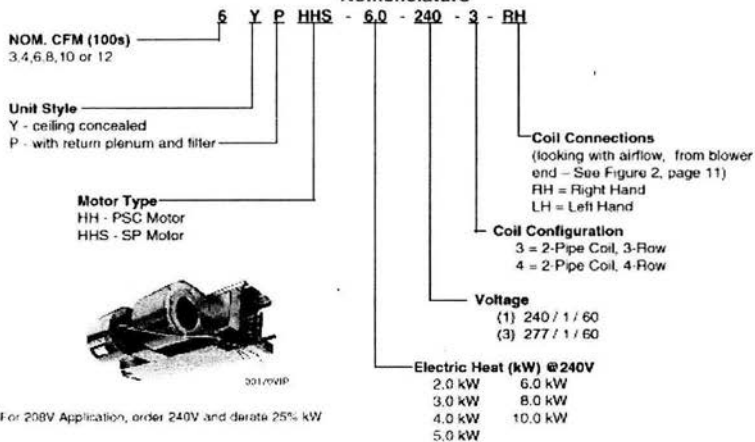 Nomenclature
6 Y P HHS - 6.0 - 240 - 3 - RH
NOM. CFM (100s)
3,4,6,8,10 or 12
Unit Style
Y - ceiling concealed
P - with return plenum and filter
Motor Type
HH - PSC Motor
HHS - SP Motor
Coil Connections
(looking with airflow, from blower
end – See Figure 2, page 11)
RH = Right Hand
LH = Left Hand
Coil Configuration
3 = 2-Pipe Coil, 3-Row
4 = 2-Pipe Coil, 4-Row
Voltage
(1) 240 / 1 / 60
(3) 277 / 1 / 60
Electric Heat (kW) @240V
2.0 kW 6.0 kW
3.0 kW 8.0 kW
4.0 kW 10.0 kW
5.0 kW
For 208V Application, order 240V and derate 25% kW